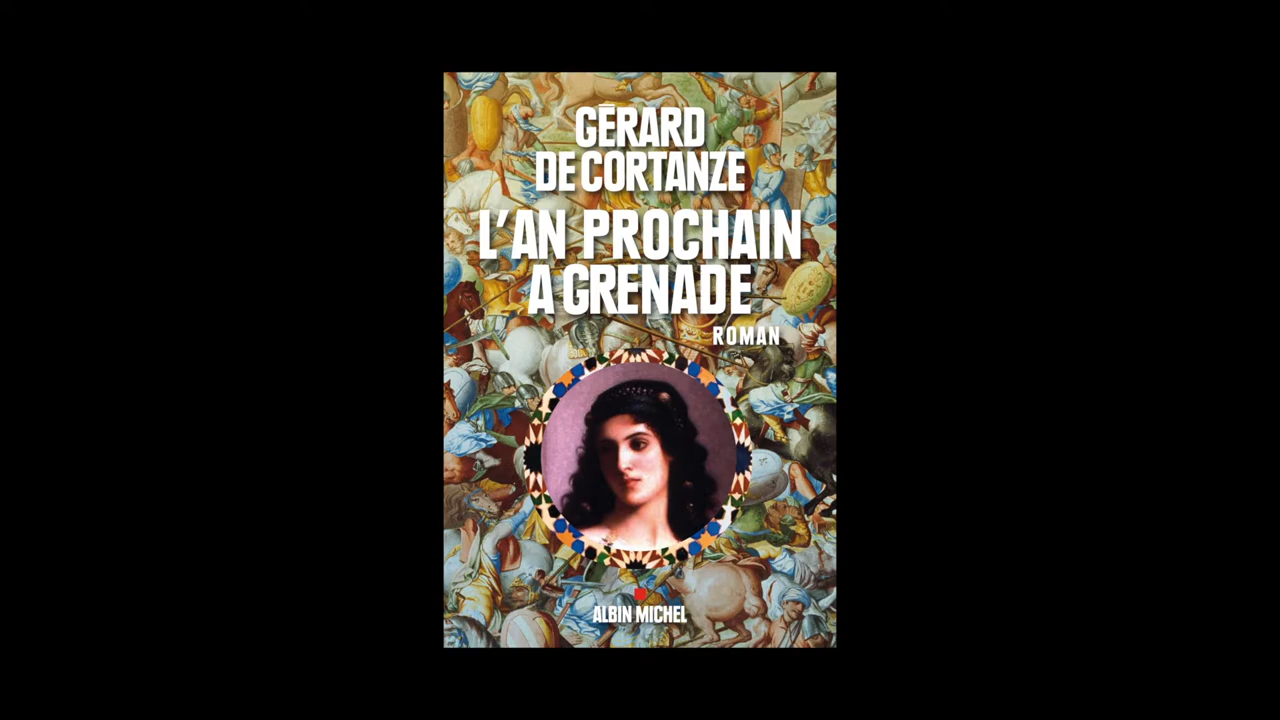 GÉRARD
DE CORTANZE
L'AN PROCHAIN
A GRENADE
ROMAN
ALBIN MICHEL